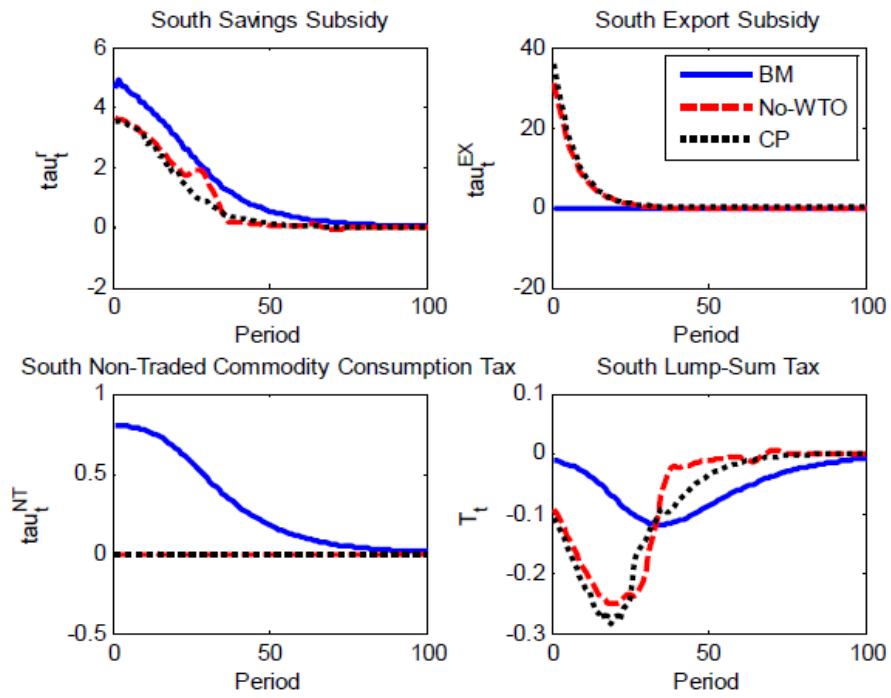 South Savings Subsidy
6
4
2
0
-2
tau_t^r
0 50 100
Period
South Export Subsidy
40
20
0
-20
tau_t^EX
0 50 100
Period
BM
No-WTO
CP
South Non-Traded Commodity Consumption Tax
1
0.5
0
-0.5
tau_t^NT
0 50 100
Period
South Lump-Sum Tax
0.1
0
-0.1
-0.2
-0.3
T_t
0 50 100
Period